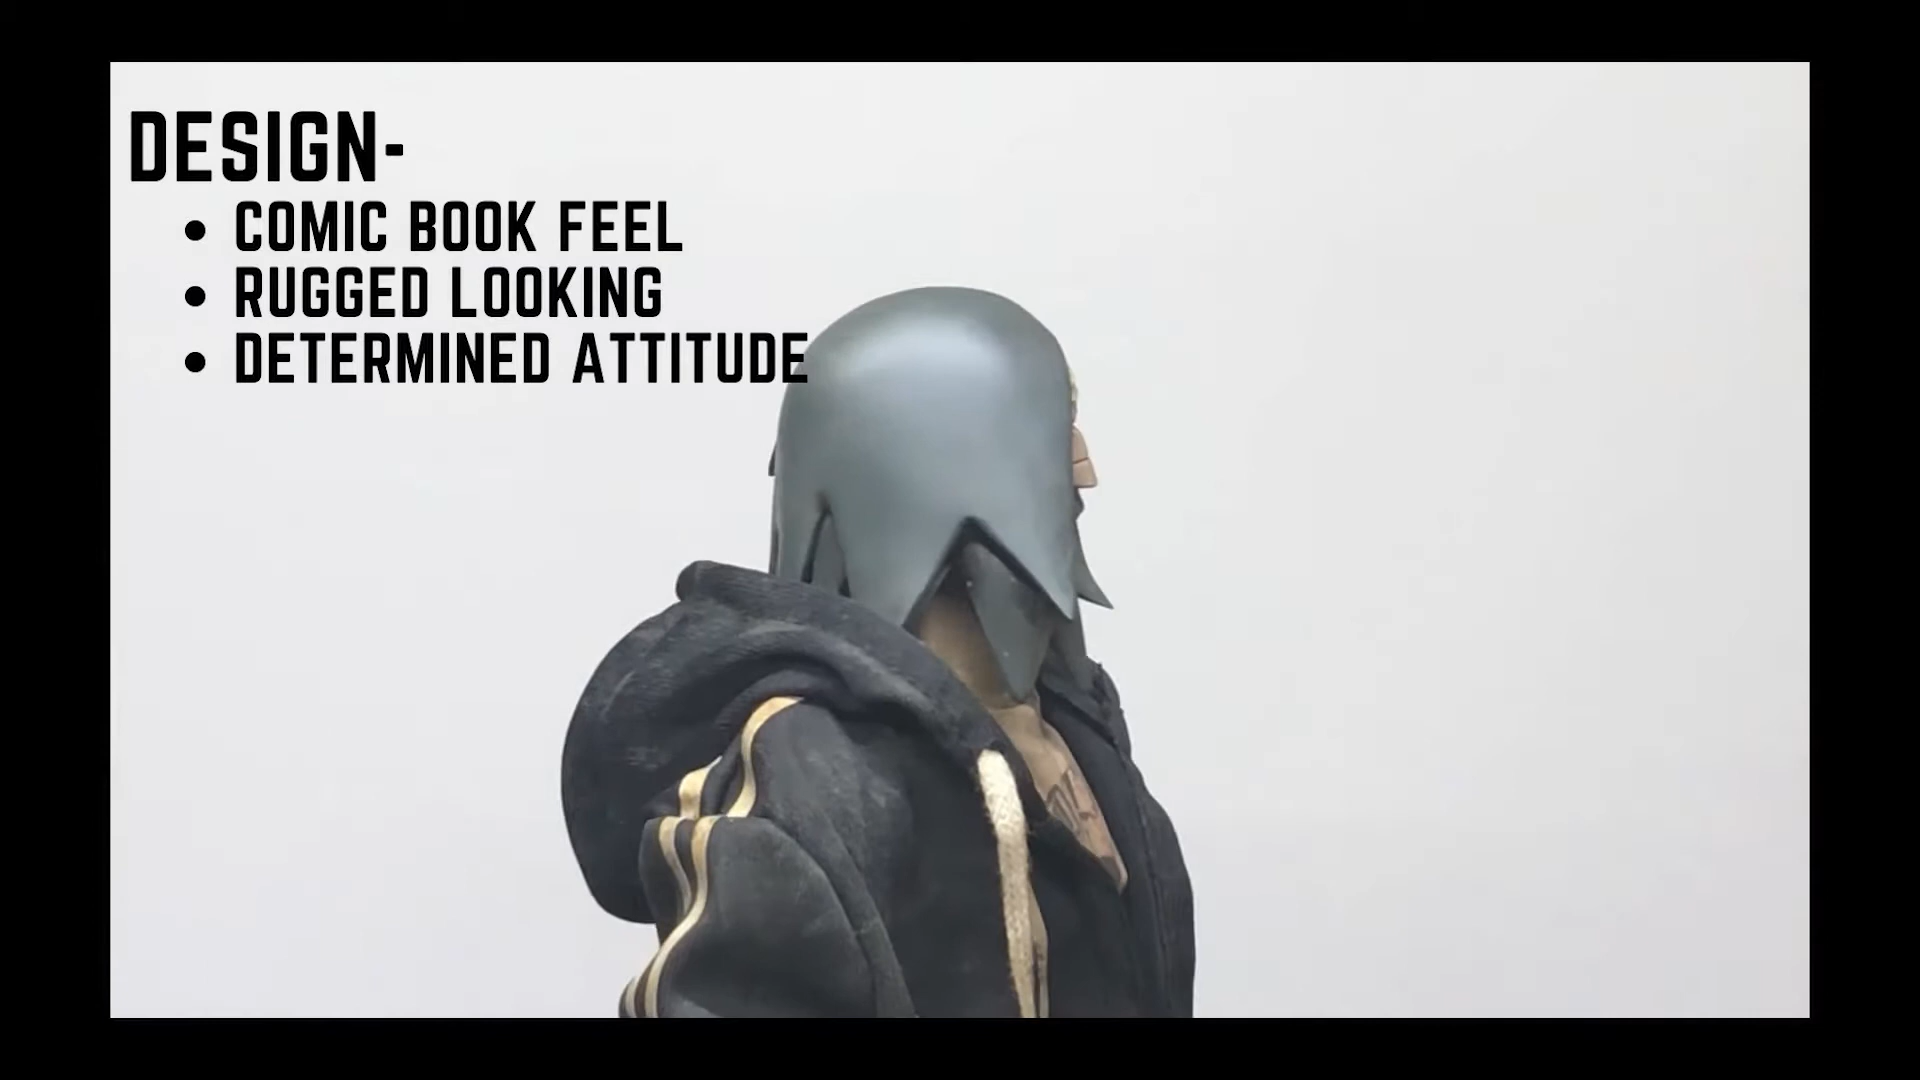 DESIGN-
• COMIC BOOK FEEL
• RUGGED LOOKING
• DETERMINED ATTITUDE